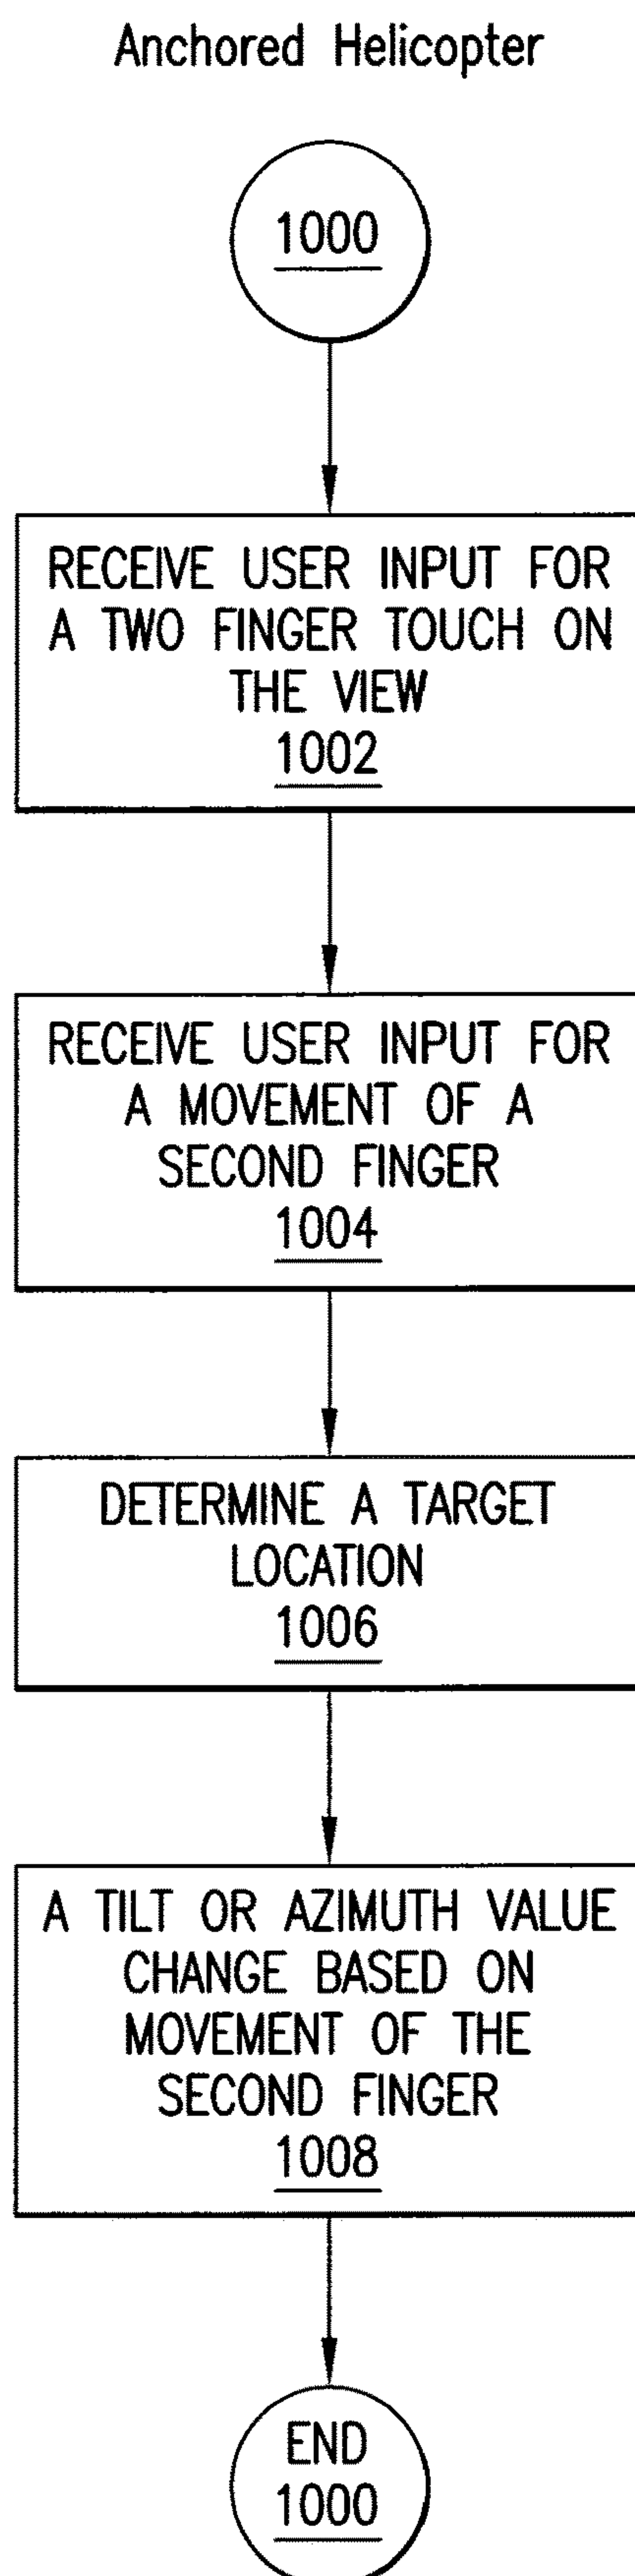 Anchored Helicopter
1000
RECEIVE USER INPUT FOR
A TWO FINGER TOUCH ON
THE VIEW
1002
RECEIVE USER INPUT FOR
A MOVEMENT OF A
SECOND FINGER
1004
DETERMINE A TARGET
LOCATION
1006
A TILT OR AZIMUTH VALUE
CHANGE BASED ON
MOVEMENT OF THE
SECOND FINGER
1008
END
1000